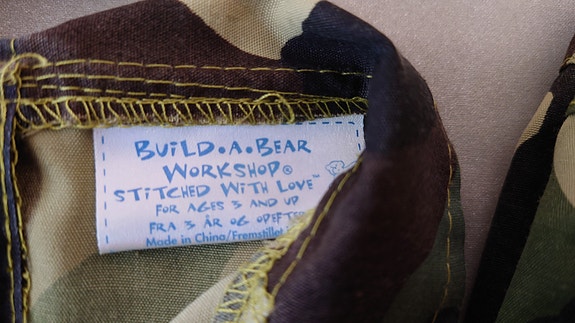 BUILD-A-BEAR
WORKSHOP®
STITCHED WITH LOVE™
FOR AGES 3 AND UP
FRA 3 ÅR OG OPEFTER
Made in China/Fremstillet